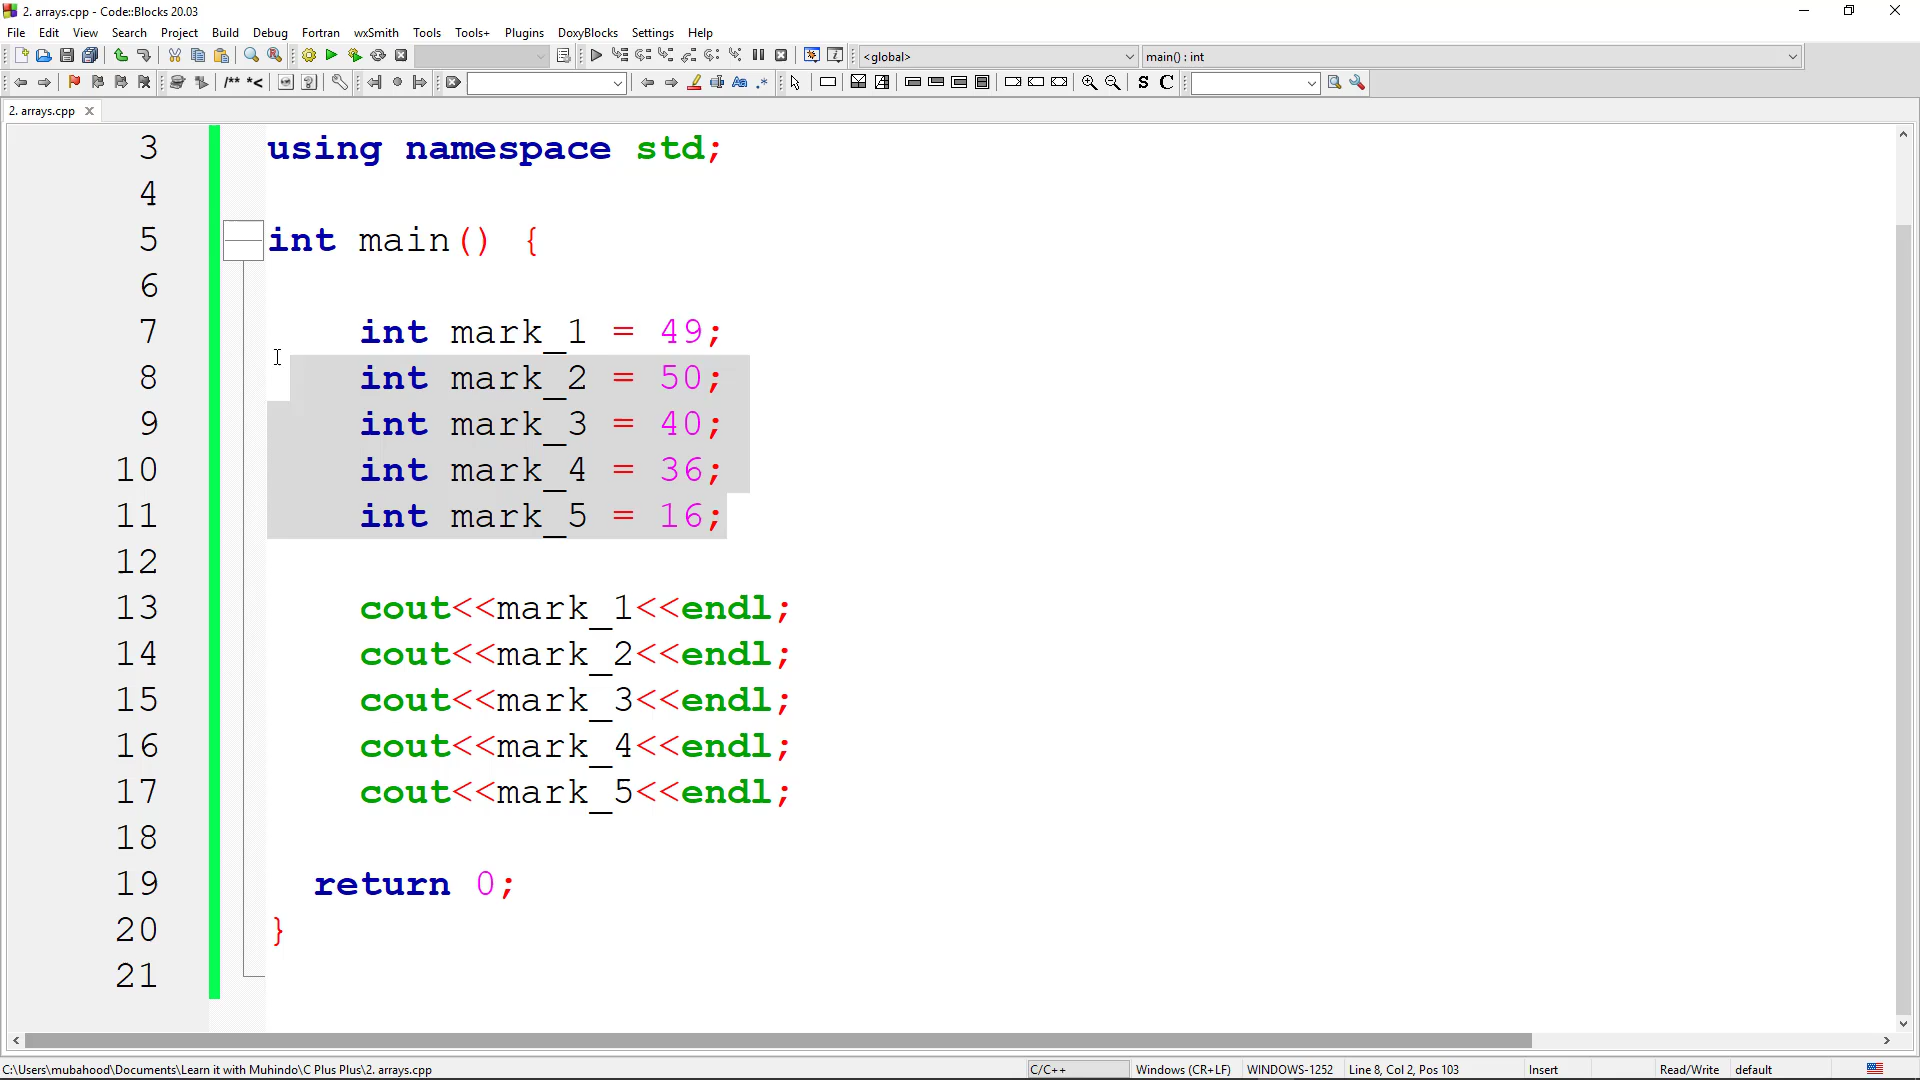 2. arrays.cpp - Code::Blocks 20.03
File Edit View Search Project Build Debug Fortran wxSmith Tools Tools+ Plugins DoxyBlocks Settings Help
<global> main() : int
/** *< Aa .* S C
2. arrays.cpp
3 using namespace std;
4
5 int main() {
6
7 int mark_1 = 49;
8 int mark_2 = 50;
9 int mark_3 = 40;
10 int mark_4 = 36;
11 int mark_5 = 16;
12
13 cout<<mark_1<<endl;
14 cout<<mark_2<<endl;
15 cout<<mark_3<<endl;
16 cout<<mark_4<<endl;
17 cout<<mark_5<<endl;
18
19 return 0;
20 }
21
C:\Users\mubahood\Documents\Learn it with Muhindo\C Plus Plus\2. arrays.cpp C/C++ Windows (CR+LF) WINDOWS-1252 Line 8, Col 2, Pos 103 Insert Read/Write default